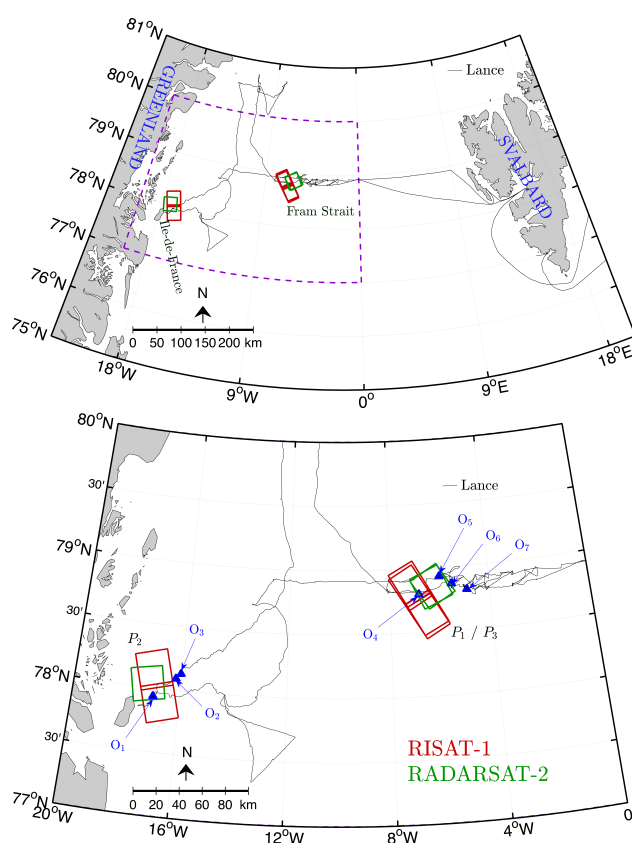 81°N
80°N
79°N
78°N
77°N
76°N
75°N
GREENLAND
SVALBARD
Lance
Fram Strait
Ile-de-France
N
0 50 100 150 200 km
18°W
9°W
0°
9°E
18°E
80°N
30'
79°N
30'
78°N
30'
77°N
Lance
O5
O6
O7
O4
P1 / P3
P2
O3
O2
O1
N
0 20 40 60 80 km
RISAT-1
RADARSAT-2
16°W
12°W
8°W
4°W
0